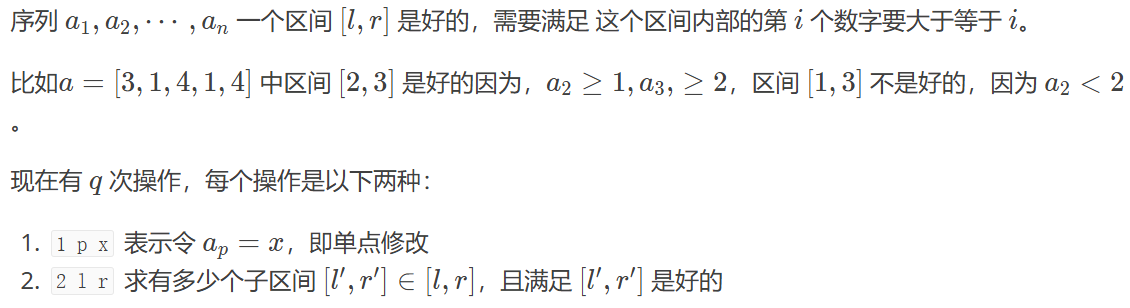 序列 $a_1, a_2, \cdots, a_n$ 一个区间 $[l, r]$ 是好的，需要满足 这个区间内部的第 $i$ 个数字要大于等于 $i$。
比如$a = [3, 1, 4, 1, 4]$ 中区间 $[2, 3]$ 是好的因为，$a_2 \geq 1, a_3, \geq 2$，区间 $[1, 3]$ 不是好的，因为 $a_2 < 2$
。
现在有 $q$ 次操作，每个操作是以下两种：
1. 1 p x 表示令 $a_p = x$，即单点修改
2. 2 l r 求有多少个子区间 $[l', r'] \in [l, r]$，且满足 $[l', r']$ 是好的